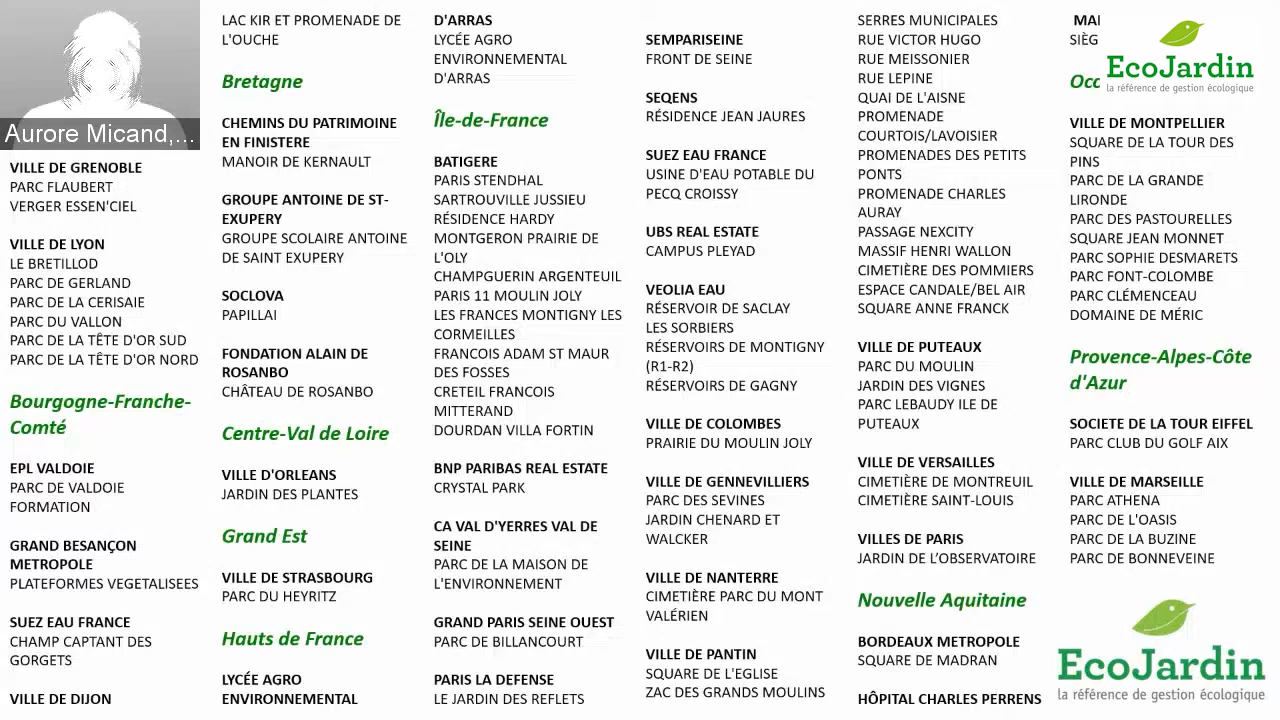 Aurore Micand,...
VILLE DE GRENOBLE
PARC FLAUBERT
VERGER ESSEN'CIEL
VILLE DE LYON
LE BRETILLOD
PARC DE GERLAND
PARC DE LA CERISAIE
PARC DU VALLON
PARC DE LA TÊTE D'OR SUD
PARC DE LA TÊTE D'OR NORD
Bourgogne-Franche-
Comté
EPL VALDOIE
PARC DE VALDOIE
FORMATION
GRAND BESANÇON
METROPOLE
PLATEFORMES VEGETALISEES
SUEZ EAU FRANCE
CHAMP CAPTANT DES
GORGETS
VILLE DE DIJON
LAC KIR ET PROMENADE DE
L'OUCHE
Bretagne
CHEMINS DU PATRIMOINE
EN FINISTERE
MANOIR DE KERNAULT
GROUPE ANTOINE DE ST-
EXUPERY
GROUPE SCOLAIRE ANTOINE
DE SAINT EXUPERY
SOCLOVA
PAPILLAI
FONDATION ALAIN DE
ROSANBO
CHÂTEAU DE ROSANBO
Centre-Val de Loire
VILLE D'ORLEANS
JARDIN DES PLANTES
Grand Est
VILLE DE STRASBOURG
PARC DU HEYRITZ
Hauts de France
LYCÉE AGRO
ENVIRONNEMENTAL
D'ARRAS
LYCÉE AGRO
ENVIRONNEMENTAL
D'ARRAS
Île-de-France
BATIGERE
PARIS STENDHAL
SARTROUVILLE JUSSIEU
RÉSIDENCE HARDY
MONTGERON PRAIRIE DE
L'OLY
CHAMPGUERIN ARGENTEUIL
PARIS 11 MOULIN JOLY
LES FRANCES MONTIGNY LES
CORMEILLES
FRANCOIS ADAM ST MAUR
DES FOSSES
CRETEIL FRANCOIS
MITTERAND
DOURDAN VILLA FORTIN
BNP PARIBAS REAL ESTATE
CRYSTAL PARK
CA VAL D'YERRES VAL DE
SEINE
PARC DE LA MAISON DE
L'ENVIRONNEMENT
GRAND PARIS SEINE OUEST
PARC DE BILLANCOURT
PARIS LA DEFENSE
LE JARDIN DES REFLETS
SEMPARISEINE
FRONT DE SEINE
SEQENS
RÉSIDENCE JEAN JAURES
SUEZ EAU FRANCE
USINE D'EAU POTABLE DU
PECQ CROISSY
UBS REAL ESTATE
CAMPUS PLEYAD
VEOLIA EAU
RÉSERVOIR DE SACLAY
LES SORBIERS
RÉSERVOIRS DE MONTIGNY
(R1-R2)
RÉSERVOIRS DE GAGNY
VILLE DE COLOMBES
PRAIRIE DU MOULIN JOLY
VILLE DE GENNEVILLIERS
PARC DES SEVINES
JARDIN CHENARD ET
WALCKER
VILLE DE NANTERRE
CIMETIÈRE PARC DU MONT
VALÉRIEN
VILLE DE PANTIN
SQUARE DE L'EGLISE
ZAC DES GRANDS MOULINS
SERRES MUNICIPALES
RUE VICTOR HUGO
RUE MEISSONIER
RUE LEPINE
QUAI DE L'AISNE
PROMENADE
COURTOIS/LAVOISIER
PROMENADES DES PETITS
PONTS
PROMENADE CHARLES
AURAY
PASSAGE NEXCITY
MASSIF HENRI WALLON
CIMETIÈRE DES POMMIERS
ESPACE CANDALE/BEL AIR
SQUARE ANNE FRANCK
VILLE DE PUTEAUX
PARC DU MOULIN
JARDIN DES VIGNES
PARC LEBAUDY ILE DE
PUTEAUX
VILLE DE VERSAILLES
CIMETIÈRE DE MONTREUIL
CIMETIÈRE SAINT-LOUIS
VILLES DE PARIS
JARDIN DE L’OBSERVATOIRE
Nouvelle Aquitaine
BORDEAUX METROPOLE
SQUARE DE MADRAN
HÔPITAL CHARLES PERRENS
MAI
SIÈG
Occ
EcoJardin
la référence de gestion écologique
VILLE DE MONTPELLIER
SQUARE DE LA TOUR DES
PINS
PARC DE LA GRANDE
LIRONDE
PARC DES PASTOURELLES
SQUARE JEAN MONNET
PARC SOPHIE DESMARETS
PARC FONT-COLOMBE
PARC CLÉMENCEAU
DOMAINE DE MÉRIC
Provence-Alpes-Côte
d'Azur
SOCIETE DE LA TOUR EIFFEL
PARC CLUB DU GOLF AIX
VILLE DE MARSEILLE
PARC ATHENA
PARC DE L'OASIS
PARC DE LA BUZINE
PARC DE BONNEVEINE
EcoJardin
la référence de gestion écologique